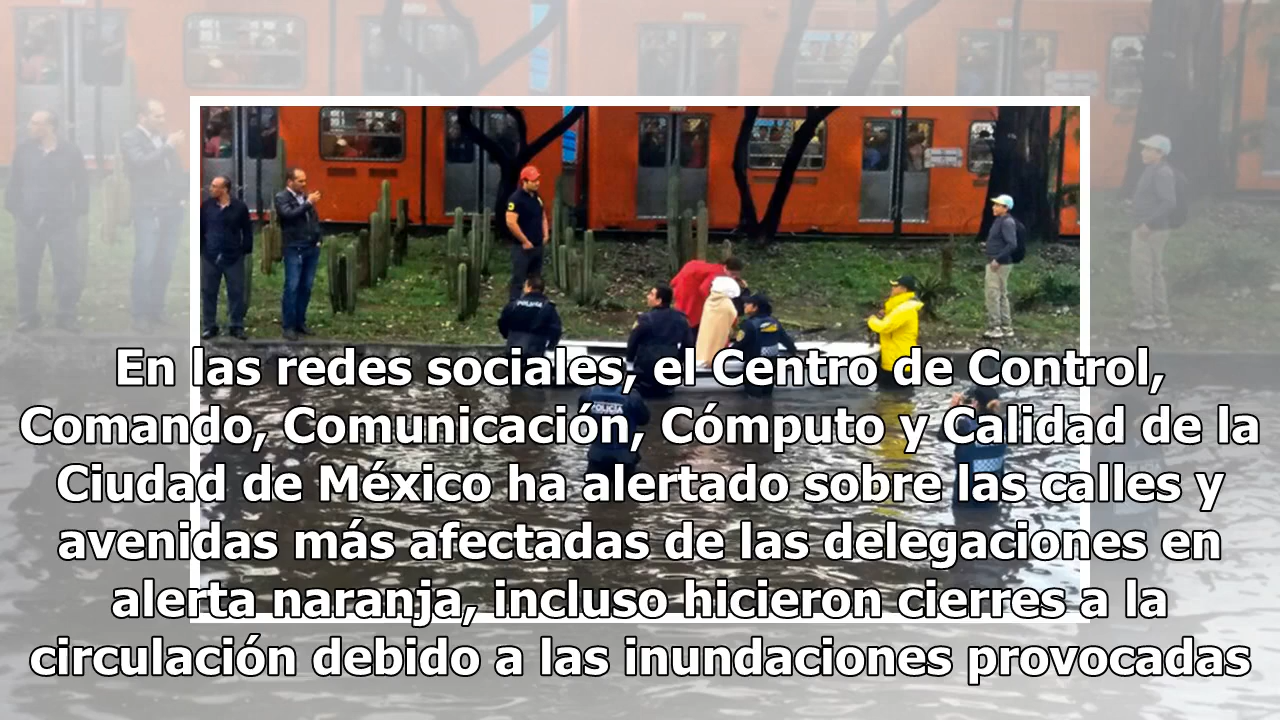 POLICÍA
En las redes sociales, el Centro de Control,
Comando, Comunicación, Cómputo y Calidad de la
POLICÍA
Ciudad de México ha alertado sobre las calles y
avenidas más afectadas de las delegaciones en
alerta naranja, incluso hicieron cierres a la
circulación debido a las inundaciones provocadas